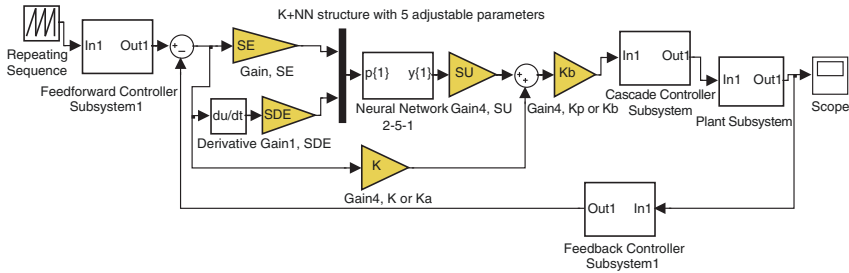 K+NN structure with 5 adjustable parameters
Repeating
Sequence
In1 Out1
Feedforward Controller
Subsystem1
+
−
SE
Gain, SE
du/dt
Derivative
SDE
Gain1, SDE
p{1} y{1}
Neural Network
2-5-1
SU
Gain4, SU
+
+
Kb
Gain4, Kp or Kb
In1 Out1
Cascade Controller
Subsystem
In1 Out1
Plant Subsystem
Scope
K
Gain4, K or Ka
Out1 In1
Feedback Controller
Subsystem1